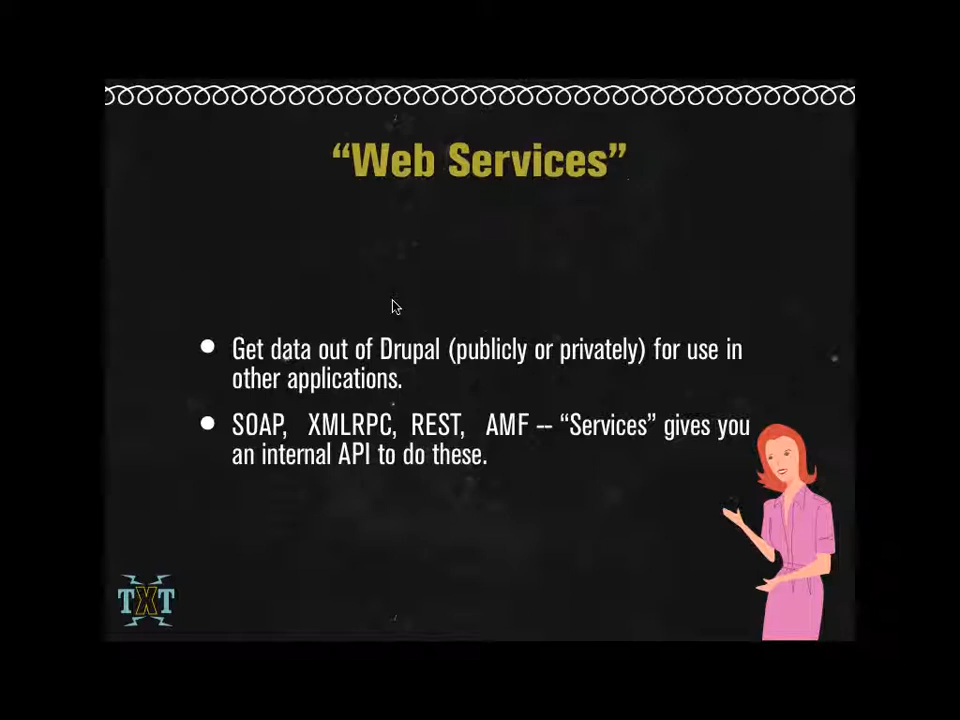 “Web Services”
Get data out of Drupal (publicly or privately) for use in
other applications.
SOAP, XMLRPC, REST, AMF -- “Services” gives you
an internal API to do these.
TXT